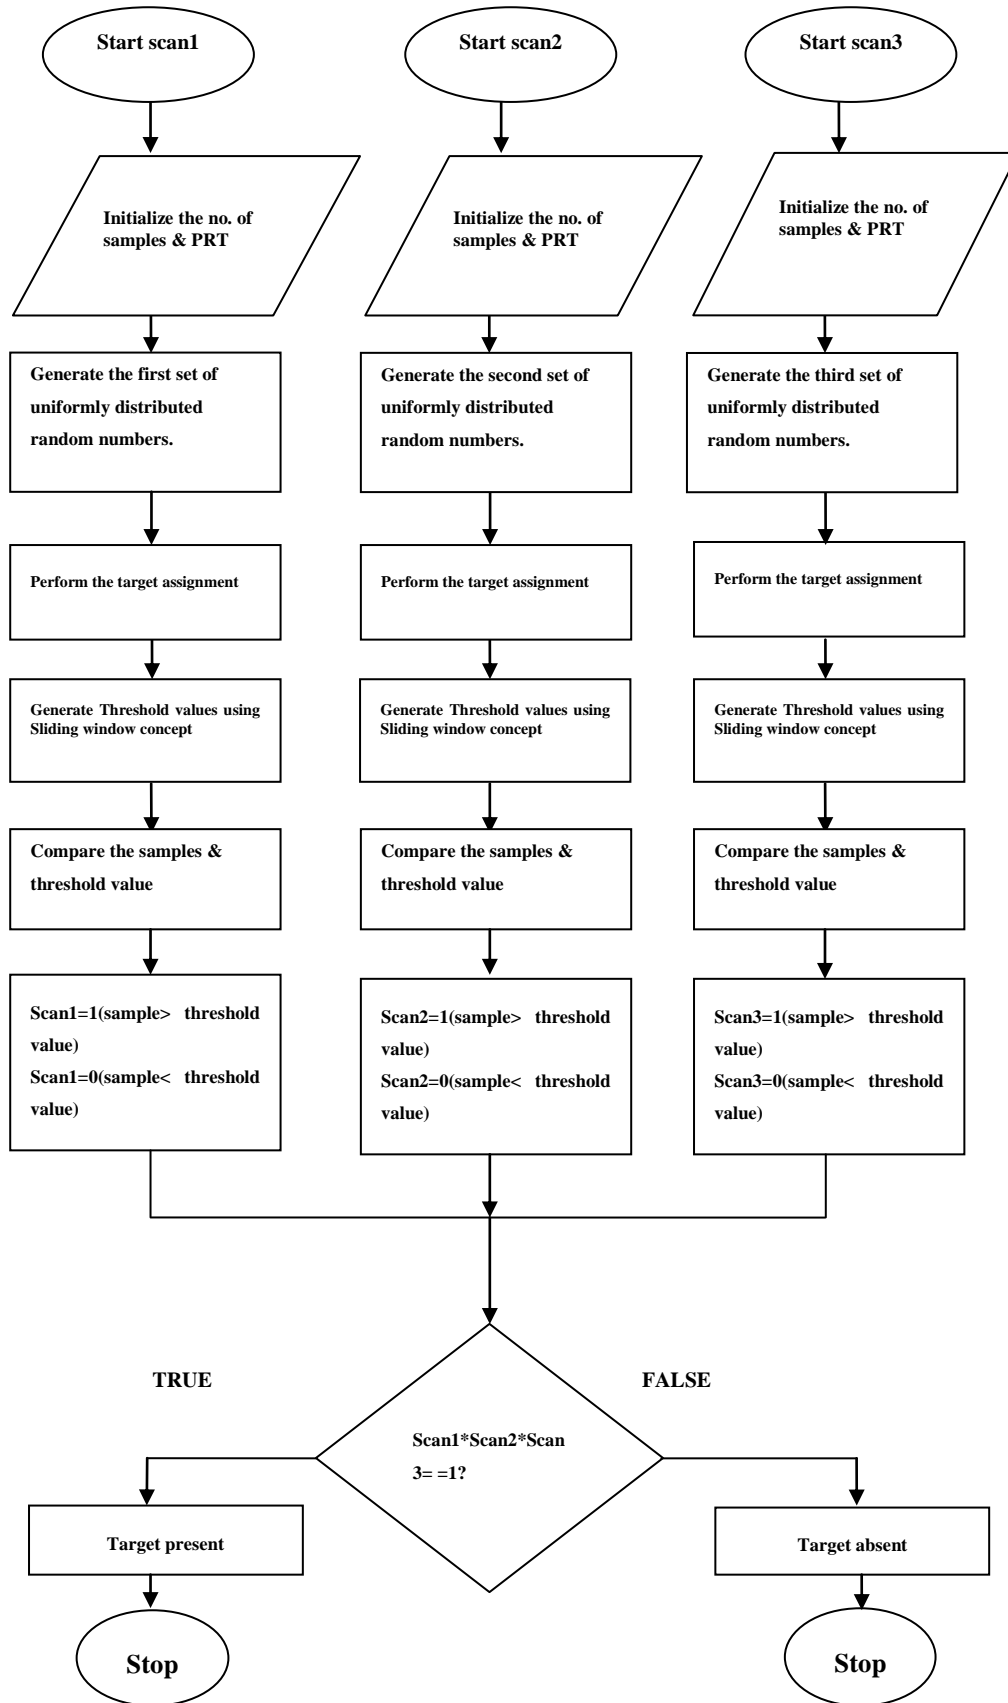 Start scan1
Start scan2
Start scan3
Initialize the no. of
samples & PRT
Initialize the no. of
samples & PRT
Initialize the no. of
samples & PRT
Generate the first set of
uniformly distributed
random numbers.
Generate the second set of
uniformly distributed
random numbers.
Generate the third set of
uniformly distributed
random numbers.
Perform the target assignment
Perform the target assignment
Perform the target assignment
Generate Threshold values using
Sliding window concept
Generate Threshold values using
Sliding window concept
Generate Threshold values using
Sliding window concept
Compare the samples &
threshold value
Compare the samples &
threshold value
Compare the samples &
threshold value
Scan1=1(sample> threshold
value)
Scan1=0(sample< threshold
value)
Scan2=1(sample> threshold
value)
Scan2=0(sample< threshold
value)
Scan3=1(sample> threshold
value)
Scan3=0(sample< threshold
value)
TRUE
FALSE
Scan1*Scan2*Scan
3= =1?
Target present
Target absent
Stop
Stop